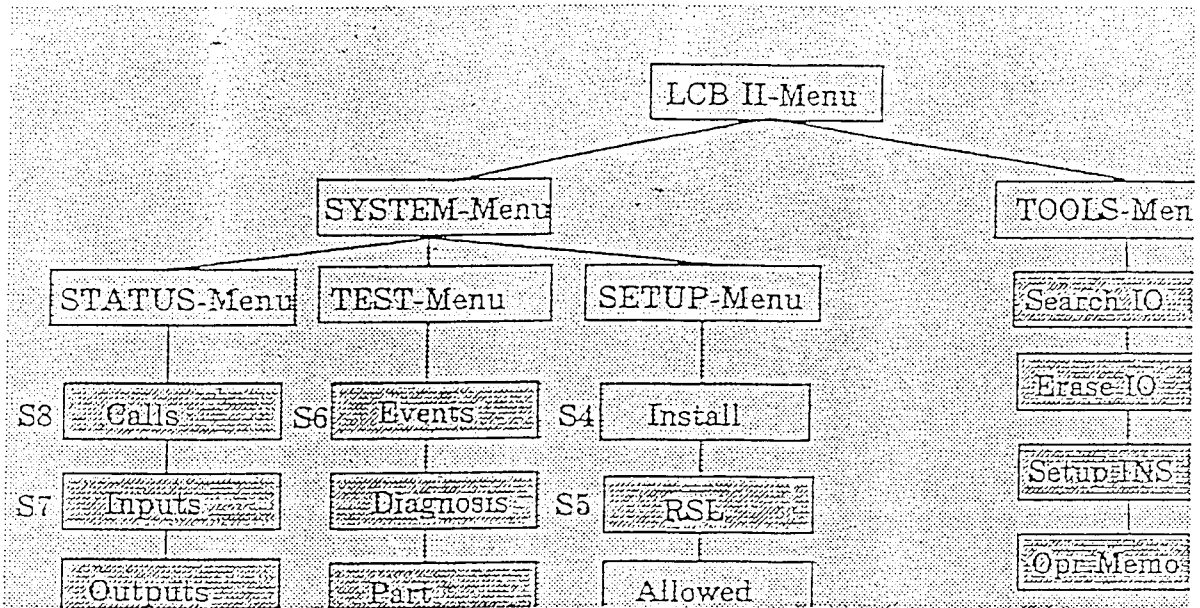 LCB II-Menu
SYSTEM-Menu TOOLS-Men
STATUS-Menu TEST-Menu SETUP-Menu Search IO
Erase IO
S8 Calls S6 Events S4 Install
Setup INS
S7 Inputs Diagnosis S5 RSL
Opr Memo
Outputs Part Allowed